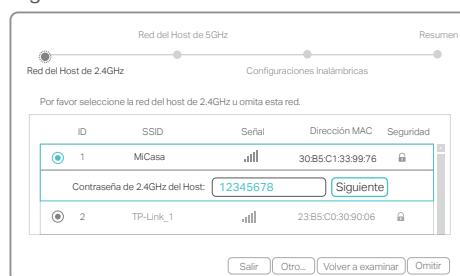 Red del Host de 5GHz Resumen
Red del Host de 2.4GHz Configuraciones Inalámbricas
Por favor seleccione la red del host de 2.4GHz u omita esta red.
ID SSID Señal Dirección MAC Seguridad
1 MiCasa 30:B5:C1:33:99:76
Contraseña de 2.4GHz del Host: 12345678 Siguiente
2 TP-Link_1 23:B5:C0:30:90:06
Salir Otro... Volver a examinar Omitir